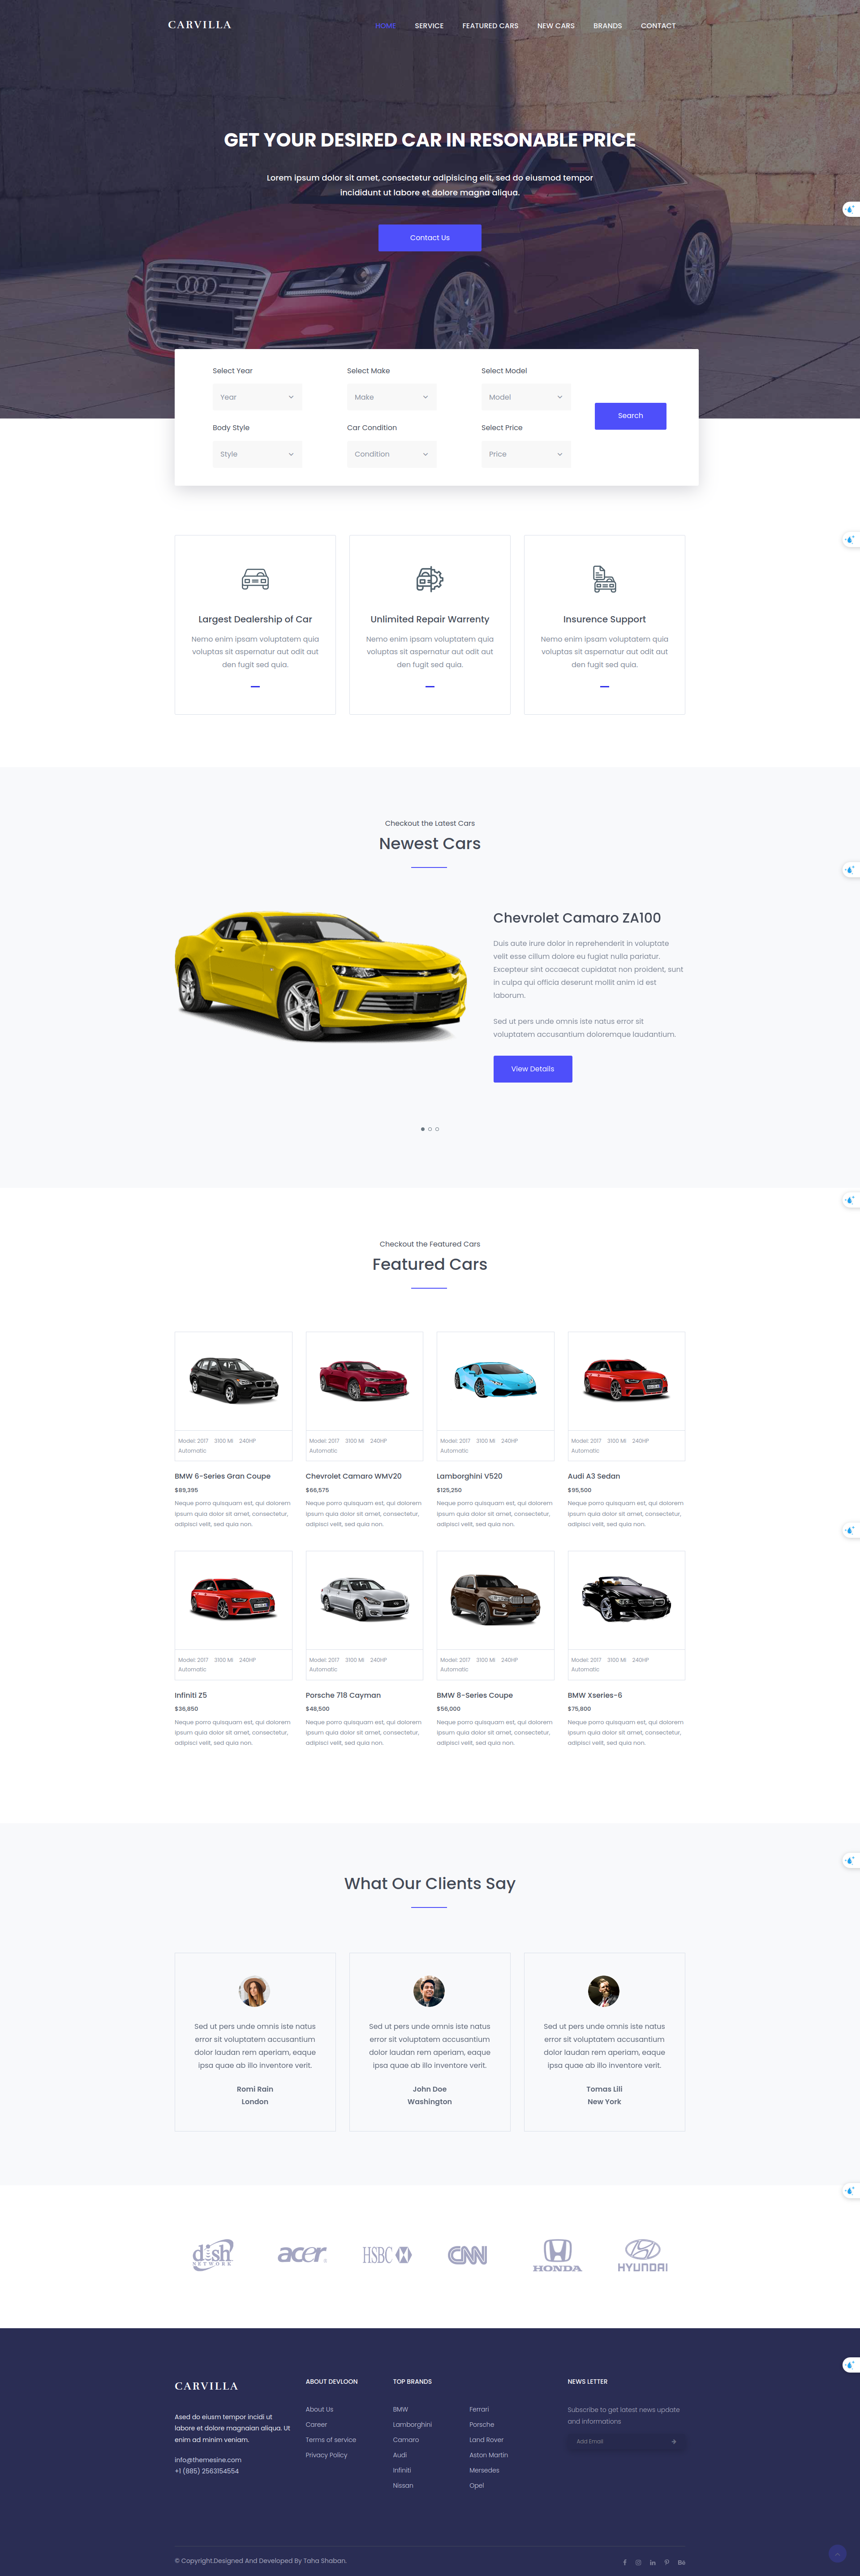 CARVILLA
HOME SERVICE FEATURED CARS NEW CARS BRANDS CONTACT
GET YOUR DESIRED CAR IN RESONABLE PRICE
Lorem ipsum dolor sit amet, consectetur adipisicing elit, sed do eiusmod tempor
incididunt ut labore et dolore magna aliqua.
Contact Us
Select Year
Select Make
Select Model
Year
Make
Model
Search
Body Style
Car Condition
Select Price
Style
Condition
Price
Largest Dealership of Car
Nemo enim ipsam voluptatem quia
voluptas sit aspernatur aut odit aut
den fugit sed quia.
Unlimited Repair Warrenty
Nemo enim ipsam voluptatem quia
voluptas sit aspernatur aut odit aut
den fugit sed quia.
Insurence Support
Nemo enim ipsam voluptatem quia
voluptas sit aspernatur aut odit aut
den fugit sed quia.
Checkout the Latest Cars
Newest Cars
Chevrolet Camaro ZA100
Duis aute irure dolor in reprehenderit in voluptate
velit esse cillum dolore eu fugiat nulla pariatur.
Excepteur sint occaecat cupidatat non proident, sunt
in culpa qui officia deserunt mollit anim id est
laborum.
Sed ut pers unde omnis iste natus error sit
voluptatem accusantium doloremque laudantium.
View Details
Checkout the Featured Cars
Featured Cars
Model: 2017 3100 Mi 240HP
Automatic
BMW 6-Series Gran Coupe
$89,395
Neque porro quisquam est, qui dolorem
ipsum quia dolor sit amet, consectetur,
adipisci velit, sed quia non.
Model: 2017 3100 Mi 240HP
Automatic
Chevrolet Camaro WMV20
$66,575
Neque porro quisquam est, qui dolorem
ipsum quia dolor sit amet, consectetur,
adipisci velit, sed quia non.
Model: 2017 3100 Mi 240HP
Automatic
Lamborghini V520
$125,250
Neque porro quisquam est, qui dolorem
ipsum quia dolor sit amet, consectetur,
adipisci velit, sed quia non.
Model: 2017 3100 Mi 240HP
Automatic
Audi A3 Sedan
$95,500
Neque porro quisquam est, qui dolorem
ipsum quia dolor sit amet, consectetur,
adipisci velit, sed quia non.
Model: 2017 3100 Mi 240HP
Automatic
Infiniti Z5
$36,850
Neque porro quisquam est, qui dolorem
ipsum quia dolor sit amet, consectetur,
adipisci velit, sed quia non.
Model: 2017 3100 Mi 240HP
Automatic
Porsche 718 Cayman
$48,500
Neque porro quisquam est, qui dolorem
ipsum quia dolor sit amet, consectetur,
adipisci velit, sed quia non.
Model: 2017 3100 Mi 240HP
Automatic
BMW 8-Series Coupe
$56,000
Neque porro quisquam est, qui dolorem
ipsum quia dolor sit amet, consectetur,
adipisci velit, sed quia non.
Model: 2017 3100 Mi 240HP
Automatic
BMW Xseries-6
$75,800
Neque porro quisquam est, qui dolorem
ipsum quia dolor sit amet, consectetur,
adipisci velit, sed quia non.
What Our Clients Say
Sed ut pers unde omnis iste natus
error sit voluptatem accusantium
dolor laudan rem aperiam, eaque
ipsa quae ab illo inventore verit.
Romi Rain
London
Sed ut pers unde omnis iste natus
error sit voluptatem accusantium
dolor laudan rem aperiam, eaque
ipsa quae ab illo inventore verit.
John Doe
Washington
Sed ut pers unde omnis iste natus
error sit voluptatem accusantium
dolor laudan rem aperiam, eaque
ipsa quae ab illo inventore verit.
Tomas Lili
New York
dish
NETWORK
acer
HSBC
CNN
HONDA
HYUNDAI
CARVILLA
Ased do eiusm tempor incidi ut
labore et dolore magnaian aliqua. Ut
enim ad minim veniam.
info@themesine.com
+1 (885) 2563154554
ABOUT DEVLOON
About Us
Career
Terms of service
Privacy Policy
TOP BRANDS
BMW
Lamborghini
Camaro
Audi
Infiniti
Nissan
Ferrari
Porsche
Land Rover
Aston Martin
Mersedes
Opel
NEWS LETTER
Subscribe to get latest news update
and informations
Add Email
© Copyright.Designed And Developed By Taha Shaban.